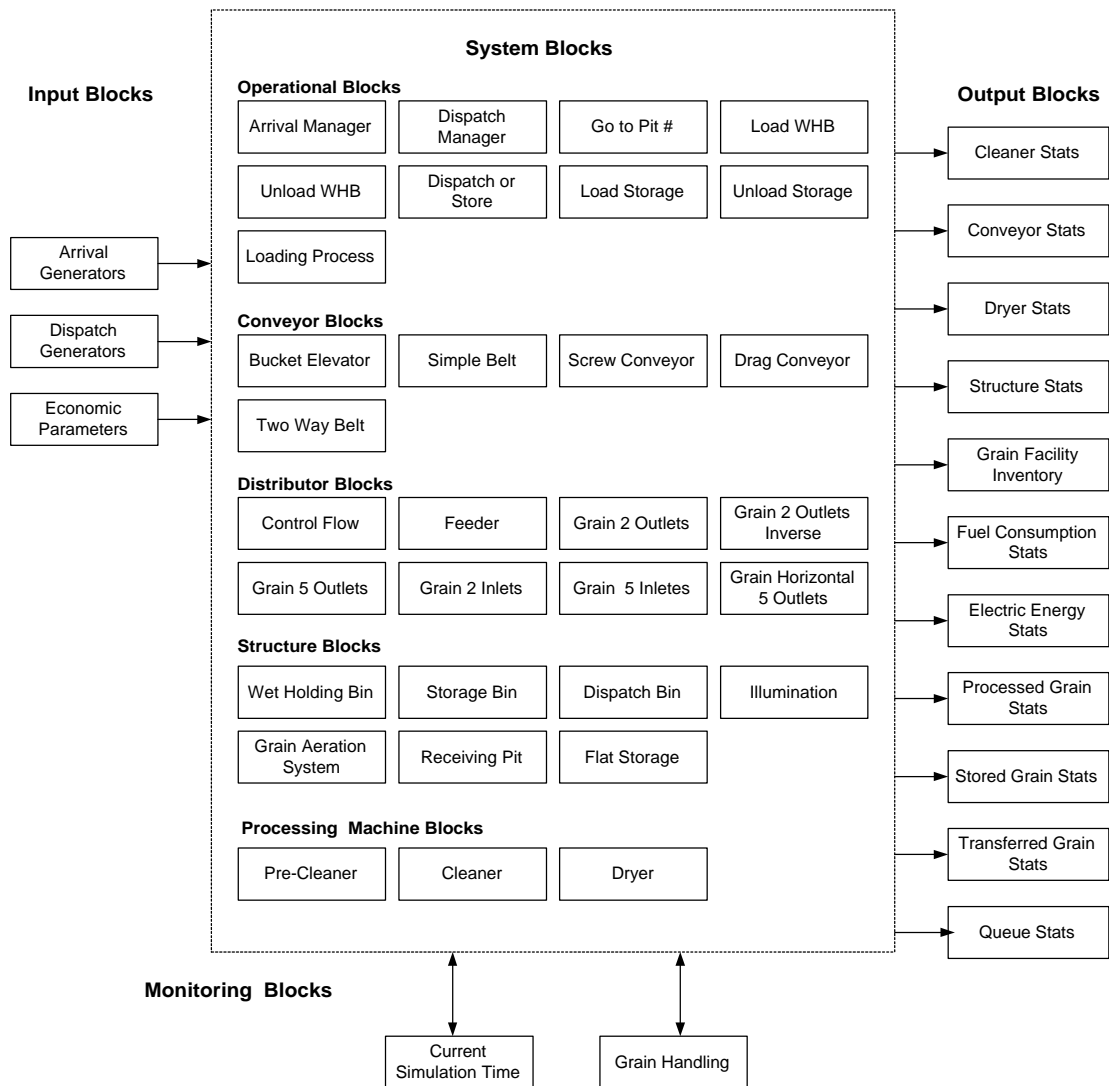 System Blocks
Input Blocks
Output Blocks
Operational Blocks
Arrival Manager
Dispatch
Manager
Go to Pit #
Load WHB
Unload WHB
Dispatch or
Store
Load Storage
Unload Storage
Loading Process
Arrival
Generators
Dispatch
Generators
Economic
Parameters
Conveyor Blocks
Bucket Elevator
Simple Belt
Screw Conveyor
Drag Conveyor
Two Way Belt
Distributor Blocks
Control Flow
Feeder
Grain 2 Outlets
Grain 2 Outlets
Inverse
Grain 5 Outlets
Grain 2 Inlets
Grain 5 Inletes
Grain Horizontal
5 Outlets
Structure Blocks
Wet Holding Bin
Storage Bin
Dispatch Bin
Illumination
Grain Aeration
System
Receiving Pit
Flat Storage
Processing Machine Blocks
Pre-Cleaner
Cleaner
Dryer
Cleaner Stats
Conveyor Stats
Dryer Stats
Structure Stats
Grain Facility
Inventory
Fuel Consumption
Stats
Electric Energy
Stats
Processed Grain
Stats
Stored Grain Stats
Transferred Grain
Stats
Queue Stats
Monitoring Blocks
Current
Simulation Time
Grain Handling